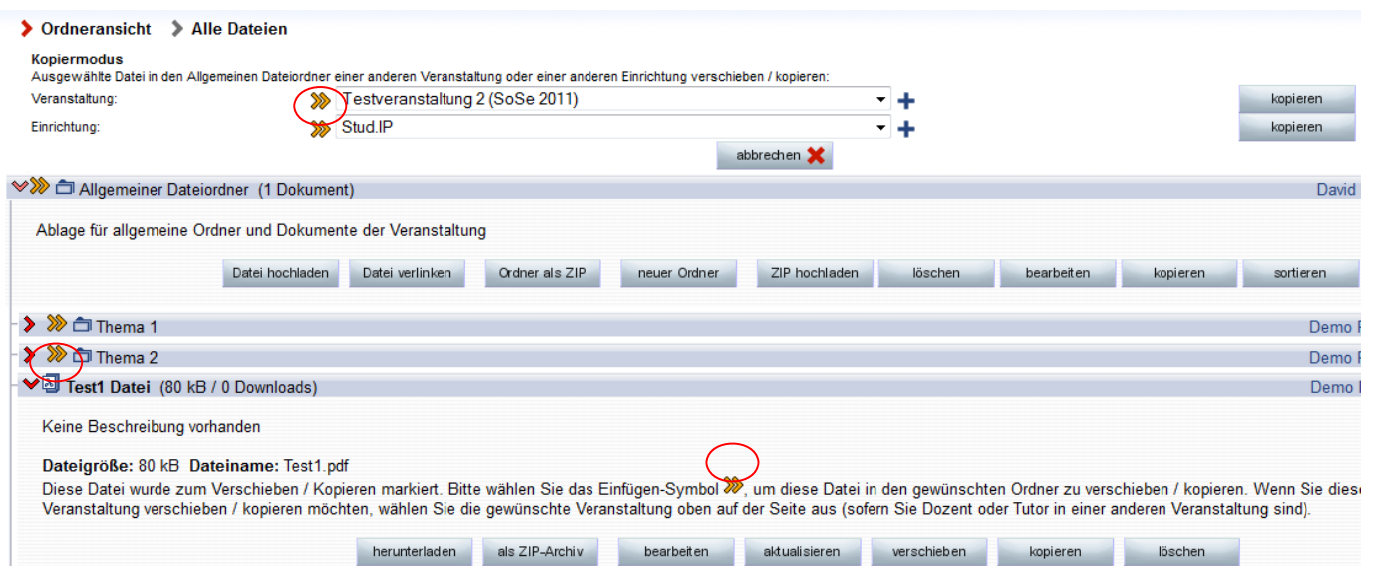 Ordneransicht Alle Dateien
Kopiermodus
Ausgewählte Datei in den Allgemeinen Dateiordner einer anderen Veranstaltung oder einer anderen Einrichtung verschieben / kopieren:
Veranstaltung: Testveranstaltung 2 (SoSe 2011) kopieren
Einrichtung: Stud.IP kopieren
abbrechen
Allgemeiner Dateiordner (1 Dokument) David
Ablage für allgemeine Ordner und Dokumente der Veranstaltung
Datei hochladen Datei verlinken Ordner als ZIP neuer Ordner ZIP hochladen löschen bearbeiten kopieren sortieren
Thema 1 Demo
Thema 2 Demo
Test1 Datei (80 kB / 0 Downloads) Demo
Keine Beschreibung vorhanden
Dateigröße: 80 kB Dateiname: Test1.pdf
Diese Datei wurde zum Verschieben / Kopieren markiert. Bitte wählen Sie das Einfügen-Symbol , um diese Datei in den gewünschten Ordner zu verschieben / kopieren. Wenn Sie diese
Veranstaltung verschieben / kopieren möchten, wählen Sie die gewünschte Veranstaltung oben auf der Seite aus (sofern Sie Dozent oder Tutor in einer anderen Veranstaltung sind).
herunterladen als ZIP-Archiv bearbeiten aktualisieren verschieben kopieren löschen